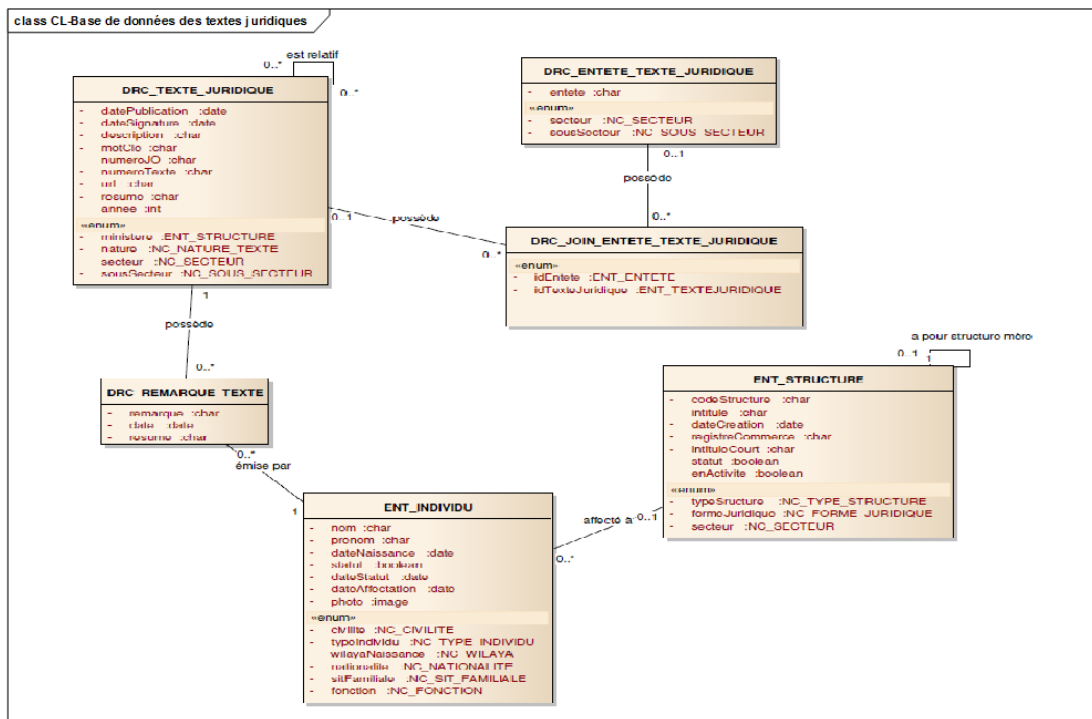 class CL-Base de données des textes juridiques
est relatif
0..*
0..*
DRC_TEXTE_JURIDIQUE
- datePublication :date
- dateSignature :date
- description :char
- motCle :char
- numeroJO :char
- numeroTexte :char
- url :char
- resume :char
- annee :int
«enum»
- ministere :ENT_STRUCTURE
- nature :NC_NATURE_TEXTE
- secteur :NC_SECTEUR
- sousSecteur :NC_SOUS_SECTEUR
DRC_ENTETE_TEXTE_JURIDIQUE
- entete :char
«enum»
- secteur :NC_SECTEUR
- sousSecteur :NC_SOUS_SECTEUR
0..1
possède
0..*
0..1
possède
0..*
DRC_JOIN_ENTETE_TEXTE_JURIDIQUE
«enum»
- iidEntete :ENT_ENTETE
- iidTexteJuridique :ENT_TEXTEJURIDIQUE
1
possède
0..*
DRC_REMARQUE_TEXTE
- remarque :char
- date :date
- resume :char
0..*
émise par
1
a pour structure mère
0..1
1
ENT_STRUCTURE
- codeStructure :char
- intitule :char
- dateCreation :date
- registreCommerce :char
- intituloCourt :char
- statut :boolean
- enActivite :boolean
«enum»
- typeSructure :NC_TYPE_STRUCTURE
- formeJuridique :NC_FORME_JURIDIQUE
- secteur :NC_SECTEUR
affecté à
0..1
0..*
ENT_INDIVIDU
- nom :char
- prenom :char
- dateNaissance :date
- statut :boolean
- dateStatut :date
- dateAffectation :date
- photo :image
«enum»
- civilite :NC_CIVILITE
- typeIndividu :NC_TYPE_INDIVIDU
- wilayaNaissance :NC_WILAYA
- nationalite :NC_NATIONALITE
- sitFamiliale :NC_SIT_FAMILIALE
- fonction :NC_FONCTION